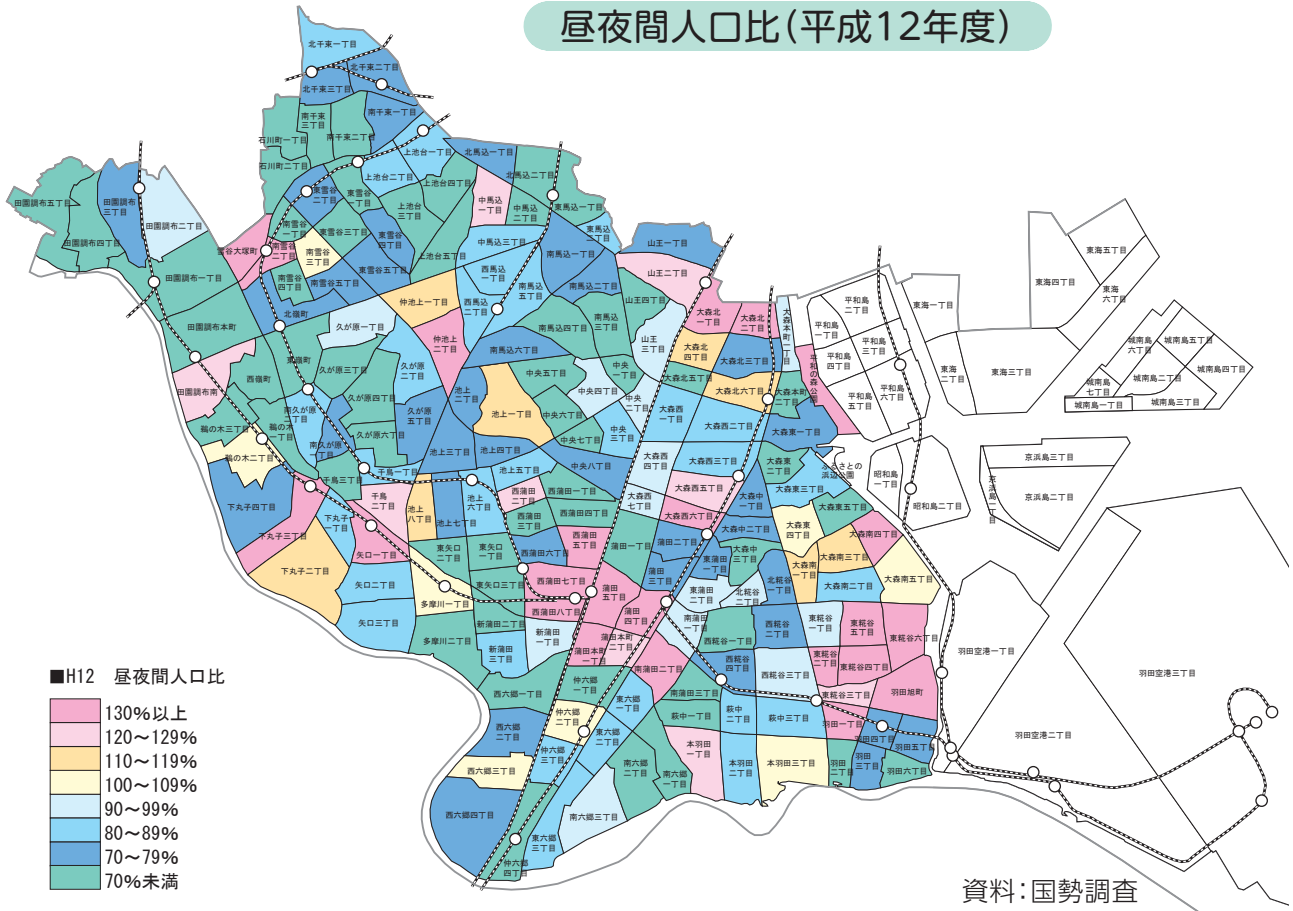 昼夜間人口比(平成12年度)
北千束一丁目
北千束二丁目
北千束三丁目
南千束
三丁目
南千束一丁目
南千束二丁目
石川町一丁目
石川町二丁目
上池台一丁目
上池台二丁目
上池台四丁目
上池台
三丁目
上池台五丁目
北馬込一丁目
北馬込二丁目
中馬込
一丁目
中馬込
二丁目
東馬込一丁目
東馬込
二丁目
中馬込三丁目
田園調布五丁目
田園調布四丁目
田園調布
三丁目
田園調布二丁目
田園調布一丁目
田園調布本町
田園調布南
雪谷大塚町
東雪谷
二丁目
東雪谷
一丁目
東雪谷三丁目
東雪谷
四丁目
東雪谷五丁目
南雪谷
一丁目
南雪谷
二丁目
南雪谷
三丁目
南雪谷
四丁目
南雪谷五丁目
北嶺町
東嶺町
西嶺町
仲池上一丁目
仲池上
二丁目
西馬込
一丁目
西馬込
二丁目
南馬込一丁目
南馬込二丁目
南馬込
三丁目
南馬込四丁目
南馬込
五丁目
南馬込六丁目
山王一丁目
山王二丁目
山王
三丁目
山王四丁目
大森北
一丁目
大森北
二丁目
大森北三丁目
大森北
四丁目
大森北五丁目
大森北六丁目
大森本町一丁目
大森本町
二丁目
平和の森公園
平和島
一丁目
平和島
二丁目
平和島
三丁目
平和島
四丁目
平和島
五丁目
平和島
六丁目
東海一丁目
東海
二丁目
東海三丁目
東海四丁目
東海五丁目
東海
六丁目
城南島
六丁目
城南島五丁目
城南島四丁目
城南島二丁目
城南島
七丁目
城南島一丁目
城南島三丁目
久が原一丁目
久が原
二丁目
久が原三丁目
久が原四丁目
久が原
五丁目
久が原六丁目
南久が原
二丁目
南久が原
一丁目
鵜の木三丁目
鵜の木
一丁目
鵜の木二丁目
千鳥一丁目
千鳥三丁目
千鳥
二丁目
池上一丁目
池上
二丁目
池上三丁目
池上四丁目
池上五丁目
池上
六丁目
池上七丁目
池上
八丁目
中央
一丁目
中央
二丁目
中央
三丁目
中央四丁目
中央五丁目
中央六丁目
中央七丁目
中央八丁目
大森西
一丁目
大森西二丁目
大森西三丁目
大森西
四丁目
大森西五丁目
大森西六丁目
大森西
七丁目
大森東一丁目
大森東
二丁目
大森東三丁目
大森東
四丁目
大森東五丁目
ふるさとの
浜辺公園
大森中
一丁目
大森中二丁目
大森中
三丁目
大森南
一丁目
大森南二丁目
大森南三丁目
大森南四丁目
大森南五丁目
昭和島
一丁目
昭和島二丁目
京浜島三丁目
京浜島二丁目
京浜島一丁目
下丸子四丁目
下丸子
一丁目
下丸子三丁目
下丸子二丁目
矢口一丁目
矢口二丁目
矢口三丁目
東矢口
二丁目
東矢口
一丁目
東矢口三丁目
多摩川一丁目
多摩川二丁目
西蒲田
二丁目
西蒲田一丁目
西蒲田
三丁目
西蒲田四丁目
西蒲田
五丁目
西蒲田六丁目
西蒲田七丁目
西蒲田八丁目
蒲田一丁目
蒲田二丁目
蒲田
三丁目
蒲田
四丁目
蒲田
五丁目
東蒲田
一丁目
東蒲田
二丁目
南蒲田
一丁目
南蒲田二丁目
南蒲田三丁目
蒲田本町
一丁目
蒲田本町
二丁目
新蒲田
一丁目
新蒲田二丁目
新蒲田
三丁目
北糀谷
一丁目
北糀谷
二丁目
西糀谷一丁目
西糀谷
二丁目
西糀谷三丁目
西糀谷
四丁目
東糀谷
一丁目
東糀谷
二丁目
東糀谷三丁目
東糀谷四丁目
東糀谷
五丁目
東糀谷六丁目
羽田旭町
羽田一丁目
羽田
二丁目
羽田
三丁目
羽田四丁目
羽田五丁目
羽田六丁目
萩中一丁目
萩中
二丁目
萩中三丁目
本羽田
一丁目
本羽田
二丁目
本羽田三丁目
西六郷一丁目
西六郷
二丁目
西六郷三丁目
西六郷四丁目
仲六郷
一丁目
仲六郷
二丁目
仲六郷
三丁目
仲六郷
四丁目
東六郷
一丁目
東六郷
二丁目
東六郷
三丁目
南六郷
二丁目
南六郷
一丁目
南六郷三丁目
羽田空港一丁目
羽田空港二丁目
羽田空港三丁目
■H12 昼夜間人口比
130%以上
120〜129%
110〜119%
100〜109%
90〜99%
80〜89%
70〜79%
70%未満
資料:国勢調査